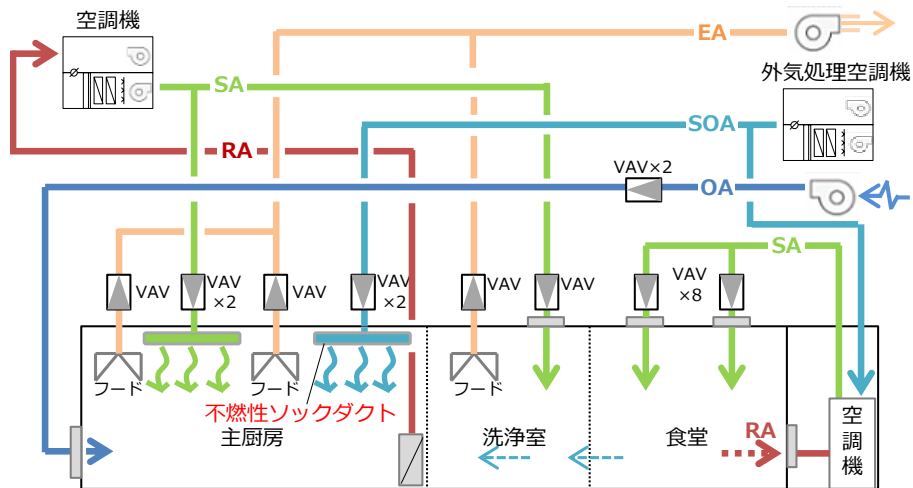 空調機
EA
外気処理空調機
SA
SOA
RA
VAV×2
OA
SA
VAV
VAV
×2
VAV
VAV
×2
VAV
VAV
VAV
×8
フード
フード
フード
不燃性ソックダクト
主厨房
洗浄室
食堂
RA
空調機